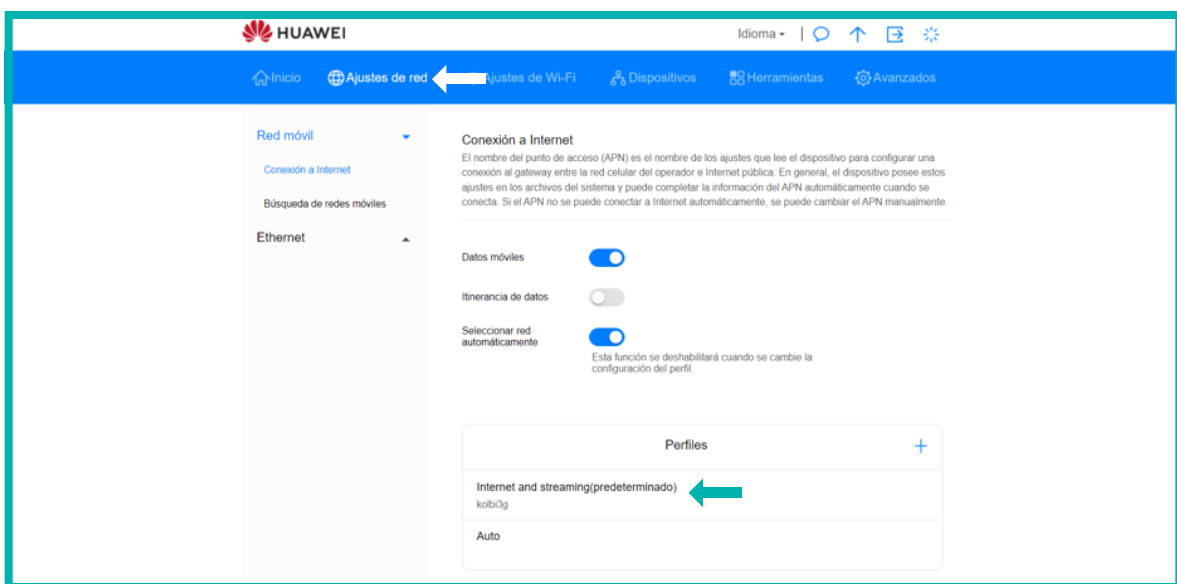 HUAWEI
Idioma
Inicio
Ajustes de red
Ajustes de Wi-Fi
Dispositivos
Herramientas
Avanzados
Red móvil
Conexión a Internet
Búsqueda de redes móviles
Ethernet
Conexión a Internet
El nombre del punto de acceso (APN) es el nombre de los ajustes que lee el dispositivo para configurar una
conexión al gateway entre la red celular del operador e Internet pública. En general, el dispositivo posee estos
ajustes en los archivos del sistema y puede completar la información del APN automáticamente cuando se
conecta. Si el APN no se puede conectar a Internet automáticamente, se puede cambiar el APN manualmente.
Datos móviles
Itinerancia de datos
Seleccionar red
automáticamente
Esta función se deshabilitará cuando se cambie la
configuración del perfil.
Perfiles
Internet and streaming(predeterminado)
kolbi3g
Auto